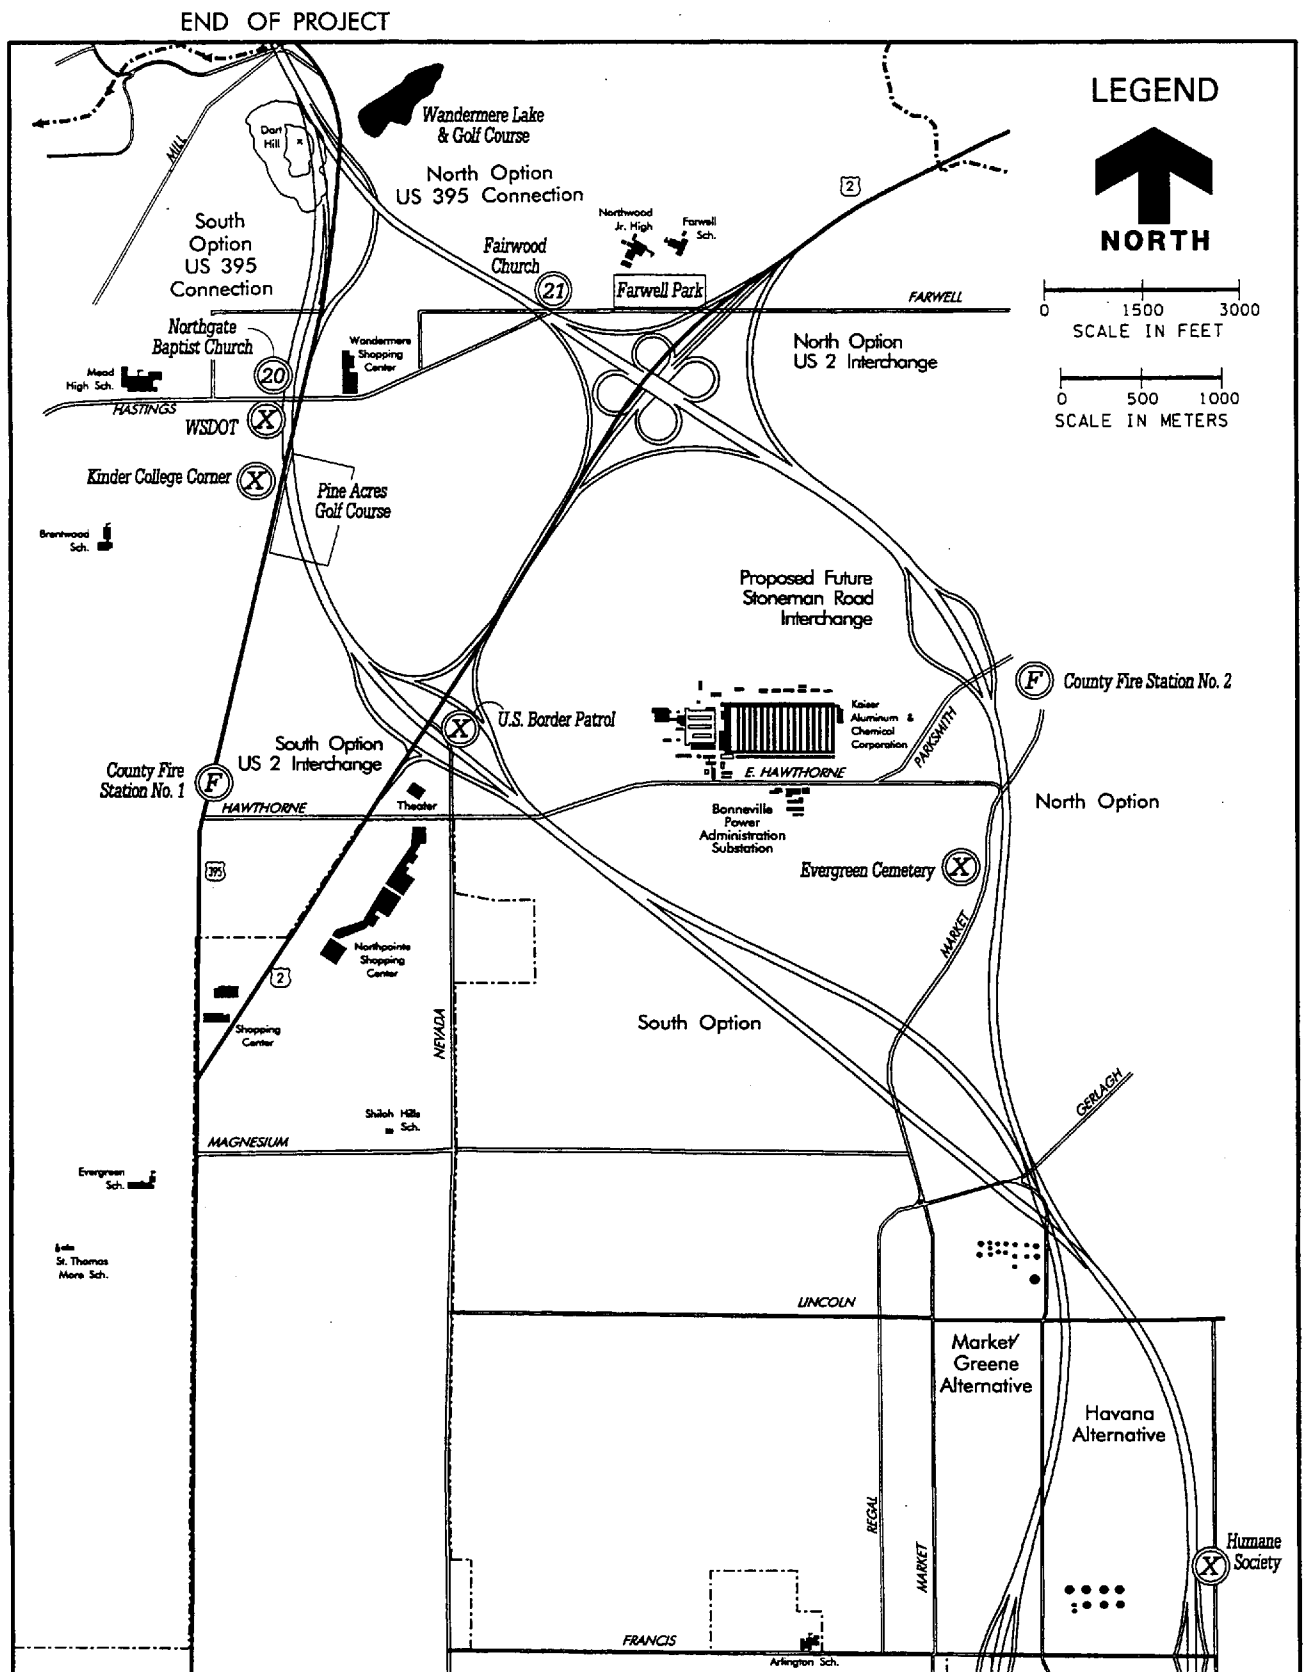 END OF PROJECT
LEGEND
NORTH
0 1500 3000
SCALE IN FEET
0 500 1000
SCALE IN METERS
Wandermere Lake
& Golf Course
Dart
Hill
MILL
North Option
US 395 Connection
2
South
Option
US 395
Connection
Northwood
Jr. High
Farwell
Sch.
Fairwood
Church
21
Farwell Park
FARWELL
Northgate
Baptist Church
20
Wandermere
Shopping
Center
North Option
US 2 Interchange
Mead
High Sch.
HASTINGS
WSDOT
X
Kinder College Corner
X
Pine Acres
Golf Course
Brentwood
Sch.
Proposed Future
Stoneman Road
Interchange
F
County Fire Station No. 2
Kaiser
Aluminum &
Chemical
Corporation
PARKSMITH
X
U.S. Border Patrol
South Option
US 2 Interchange
County Fire
Station No. 1
F
E. HAWTHORNE
HAWTHORNE
Theater
Bonneville
Power
Administration
Substation
North Option
395
Evergreen Cemetery
X
MARKET
Northpointe
Shopping
Center
2
Shopping
Center
NEVADA
South Option
GERLAGH
Shiloh Hills
Sch.
MAGNESIUM
Evergreen
Sch.
St. Thomas
More Sch.
LINCOLN
Market/
Greene
Alternative
Havana
Alternative
REGAL
MARKET
Humane
Society
X
FRANCIS
Arlington Sch.